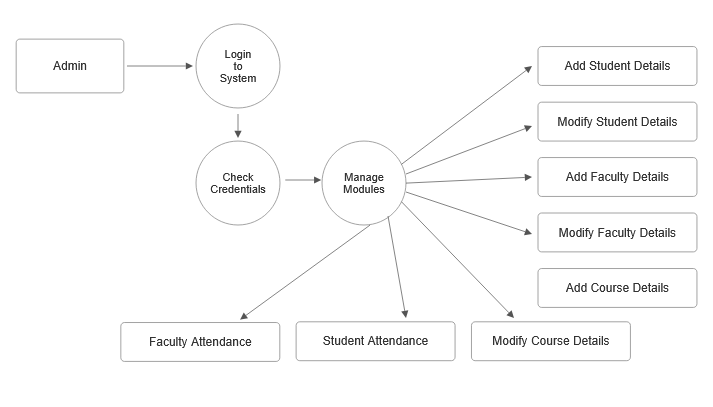 Admin
Login
to
System
Check
Credentials
Manage
Modules
Add Student Details
Modify Student Details
Add Faculty Details
Modify Faculty Details
Add Course Details
Faculty Attendance
Student Attendance
Modify Course Details